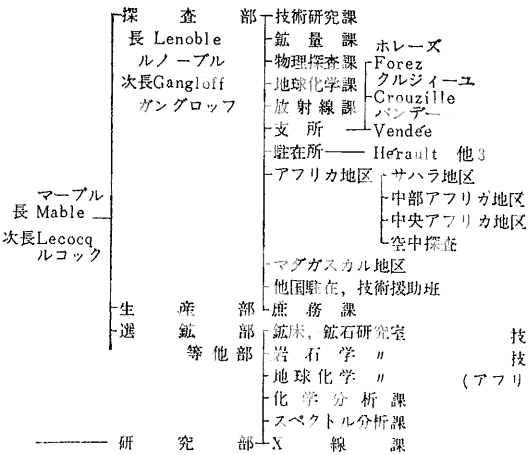 探査部 技術研究課
長 Lenoble 鉱量課 ホレーズ
ルノーブル 物理探査課 Forez
次長Gangloff 地球化学課 クルジィーユ
ガングロッフ 放射線課 Crouzille
バンデー
支所 Vendée
駐在所 Hérault 他3
マーブル アフリカ地区 サハラ地区
長 Mable 中部アフリカ地区
次長Lecocq 中央アフリカ地区
ルコック 空中探査
マダガスカル地区
他国駐在,技術援助班
生産部 庶務課
選鉱部 鉱床,鉱石研究室 技
等他部 岩石学 〃 技
地球化学 〃 (アフリ
化学分析課
スペクトル分析課
研究部 X線課